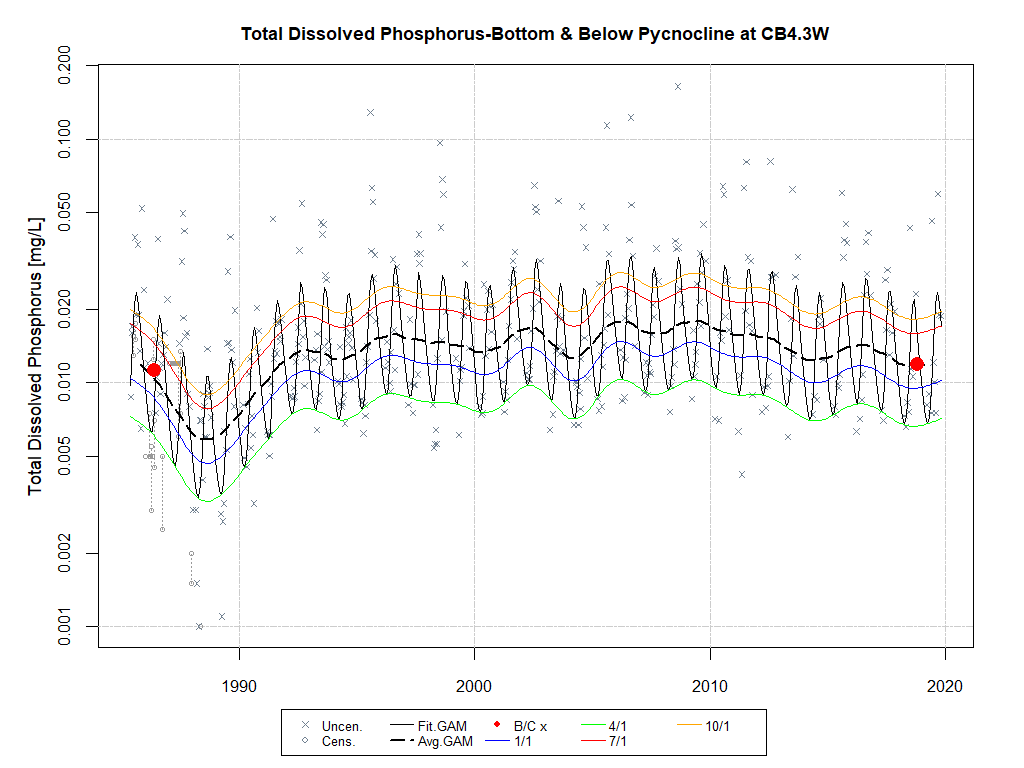 Total Dissolved Phosphorus-Bottom & Below Pycnocline at CB4.3W
Total Dissolved Phosphorus [mg/L]
0.200
0.100
0.050
0.020
0.010
0.005
0.002
0.001
1990 2000 2010 2020
Uncen. Fit.GAM B/C x 4/1 10/1
Cens. Avg.GAM 1/1 7/1